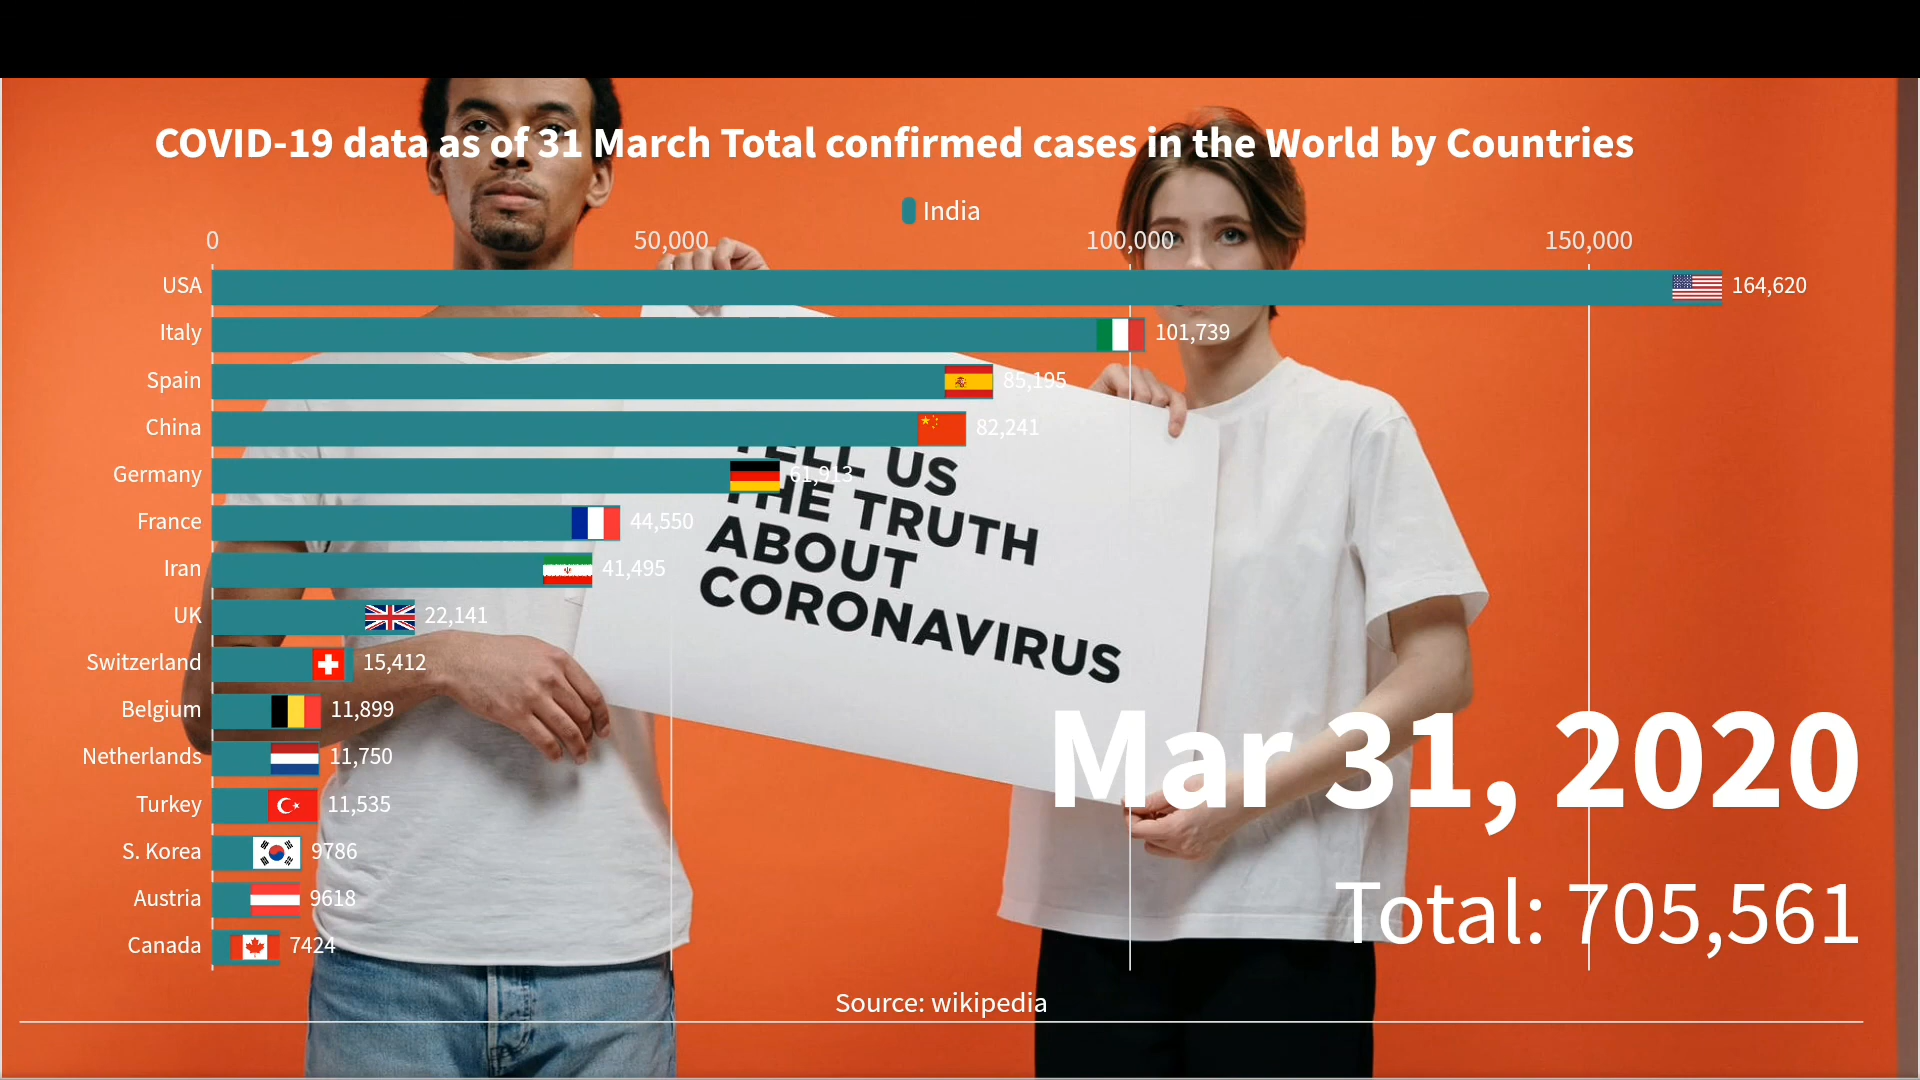 COVID-19 data as of 31 March Total confirmed cases in the World by Countries
India
0 50,000 100,000 150,000
USA 164,620
Italy 101,739
Spain 85,195
China 82,241
Germany 61,913
France 44,550
Iran 41,495
UK 22,141
Switzerland 15,412
Belgium 11,899
Netherlands 11,750
Turkey 11,535
S. Korea 9786
Austria 9618
Canada 7424
TELL US
THE TRUTH
ABOUT
CORONAVIRUS
Mar 31, 2020
Total: 705,561
Source: wikipedia